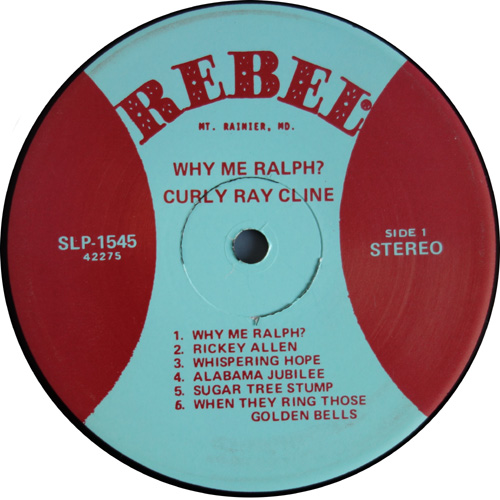 REBEL
MT. RAINIER, MD.
WHY ME RALPH?
CURLY RAY CLINE
SLP-1545
42275
SIDE 1
STEREO
1. WHY ME RALPH?
2. RICKEY ALLEN
3. WHISPERING HOPE
4. ALABAMA JUBILEE
5. SUGAR TREE STUMP
6. WHEN THEY RING THOSE
GOLDEN BELLS